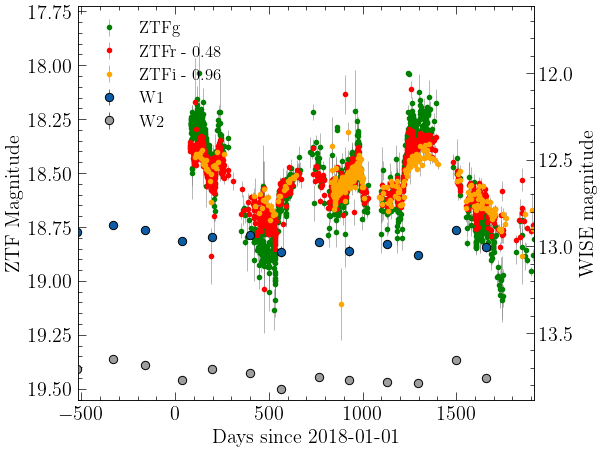 17.75
18.00
18.25
18.50
18.75
19.00
19.25
19.50
ZTF Magnitude
ZTFg
ZTFr - 0.48
ZTFi - 0.96
W1
W2
12.0
12.5
13.0
13.5
WISE magnitude
−500
0
500
1000
1500
Days since 2018-01-01